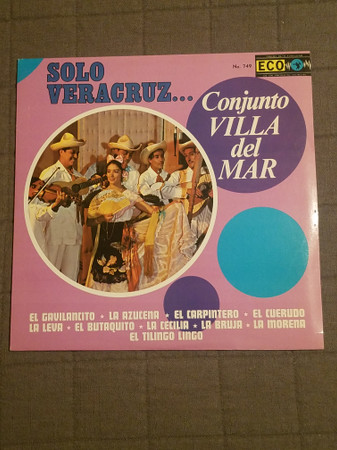 No. 749
ECO
SOLO
VERACRUZ...
Conjunto
VILLA
del
MAR
EL GAVILANCITO • LA AZUCENA • EL CARPINTERO • EL CUERUDO
LA LEVA • EL BUTAQUITO • LA CECILIA • LA BRUJA • LA MORENA
EL TILINGO LINGO